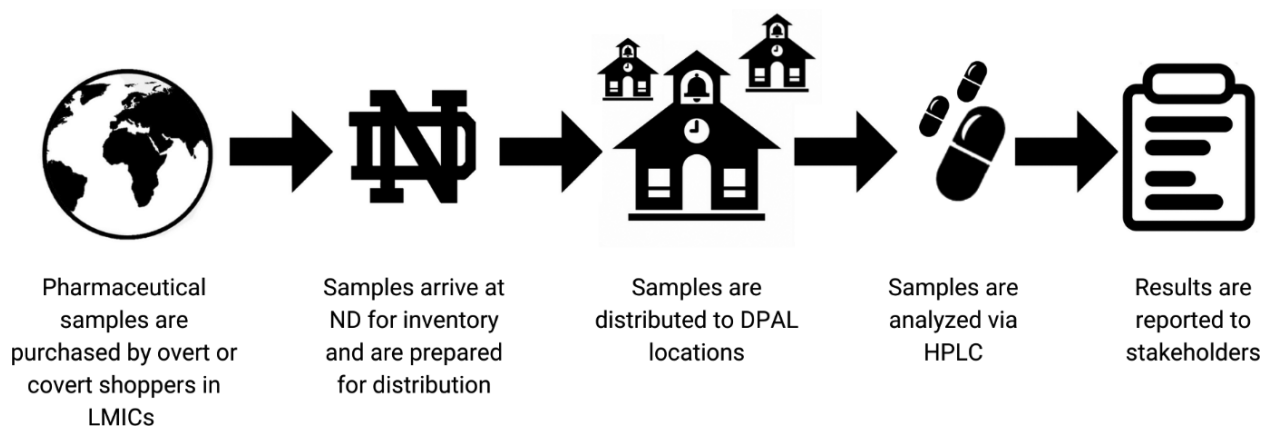 ND
Pharmaceutical
samples are
purchased by overt or
covert shoppers in
LMICs
Samples arrive at
ND for inventory
and are prepared
for distribution
Samples are
distributed to DPAL
locations
Samples are
analyzed via
HPLC
Results are
reported to
stakeholders